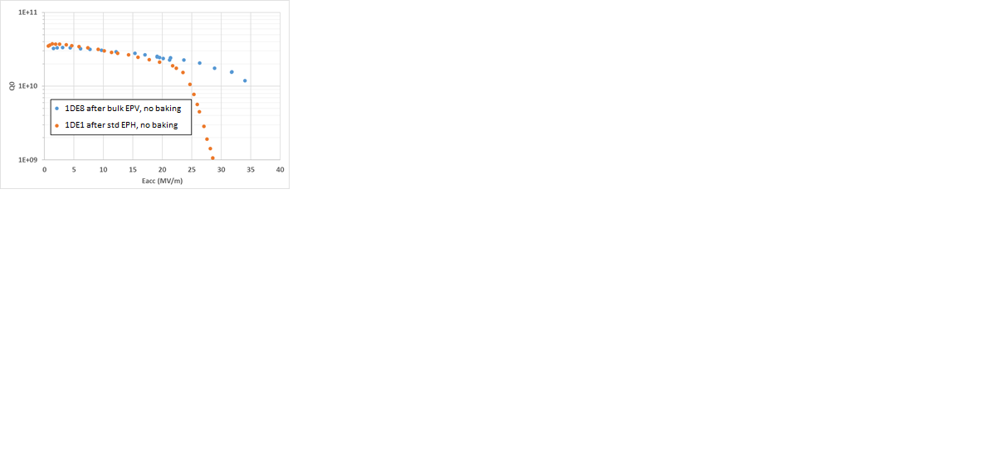 1E+11
1E+10
1E+09
Q0
1DE8 after bulk EPV, no baking
1DE1 after std EPH, no baking
0 5 10 15 20 25 30 35 40
Eacc (MV/m)